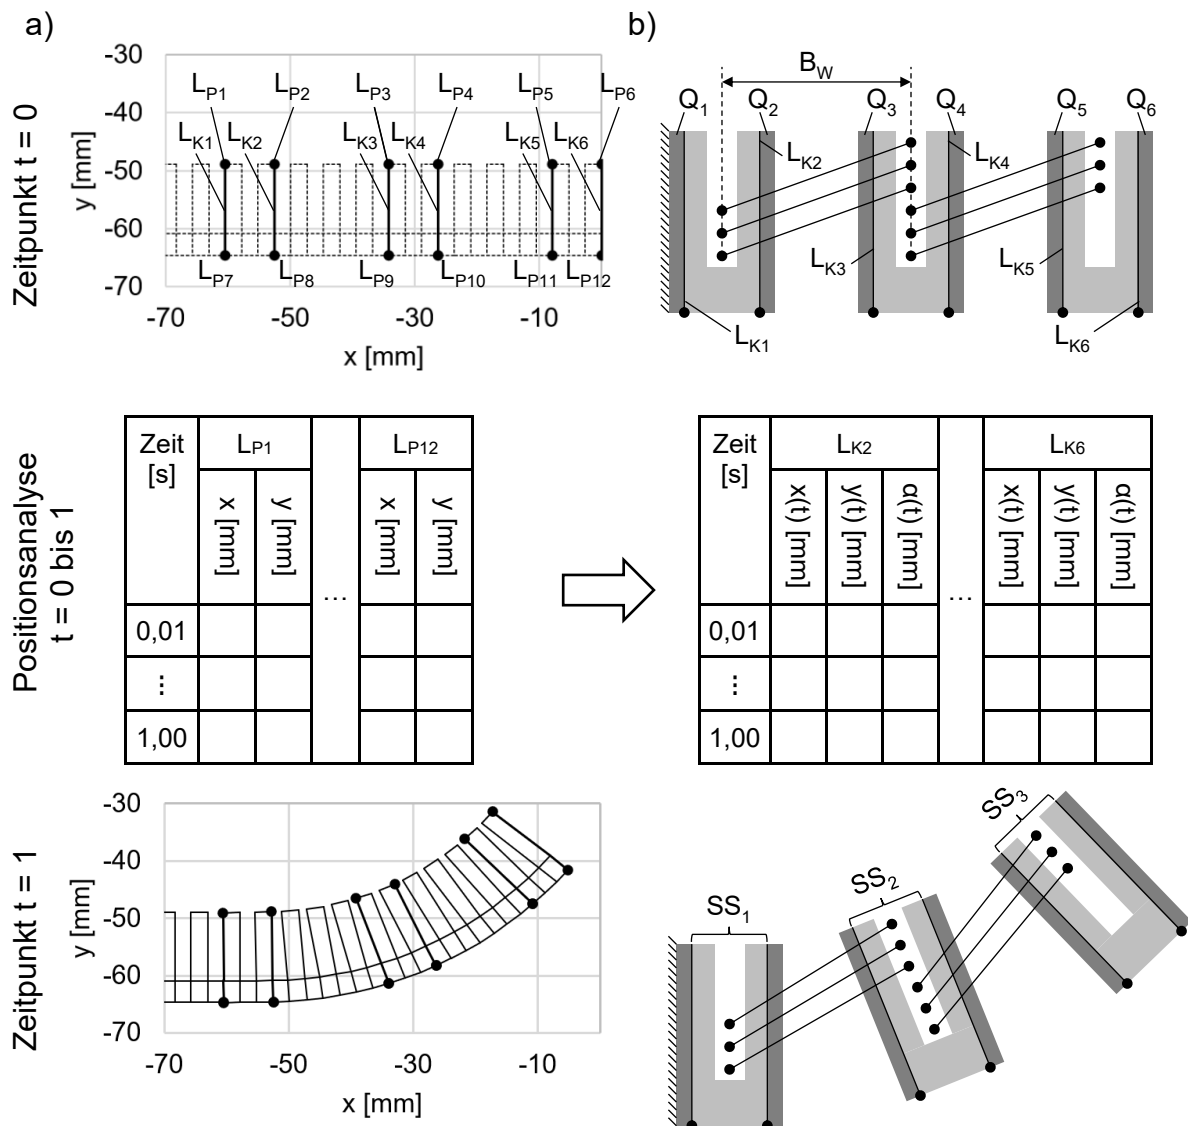 a)
b)
Zeitpunkt t = 0
-30
-40
-50
-60
-70
y [mm]
LP1 LP2 LP3 LP4 LP5 LP6
LK1 LK2 LK3 LK4 LK5 LK6
LP7 LP8 LP9 LP10 LP11 LP12
-70 -50 -30 -10
x [mm]
BW
Q1 Q2 Q3 Q4 Q5 Q6
LK2 LK4
LK3 LK5
LK1 LK6
Positionsanalyse
t = 0 bis 1
Zeit
[s]
LP1
LP12
x [mm] y [mm] … x [mm] y [mm]
0,01
⋮
1,00
Zeit
[s]
LK2
LK6
x(t) [mm] y(t) [mm] α(t) [mm] … x(t) [mm] y(t) [mm] α(t) [mm]
0,01
⋮
1,00
Zeitpunkt t = 1
-30
-40
-50
-60
-70
y [mm]
-70 -50 -30 -10
x [mm]
SS1
SS2
SS3